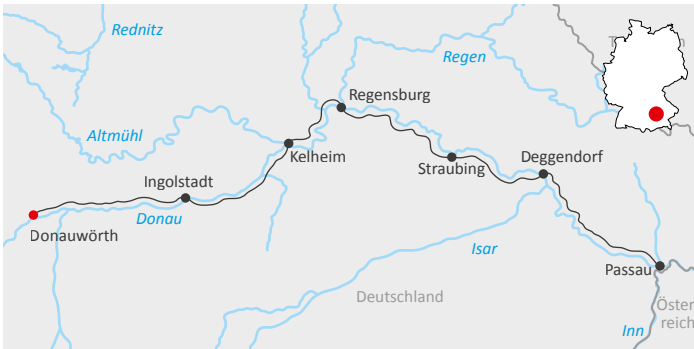 Rednitz
Regen
Regensburg
Altmühl
Kelheim
Straubing
Deggendorf
Ingolstadt
Donau
Donauwörth
Isar
Passau
Deutschland
Öster
reich
Inn